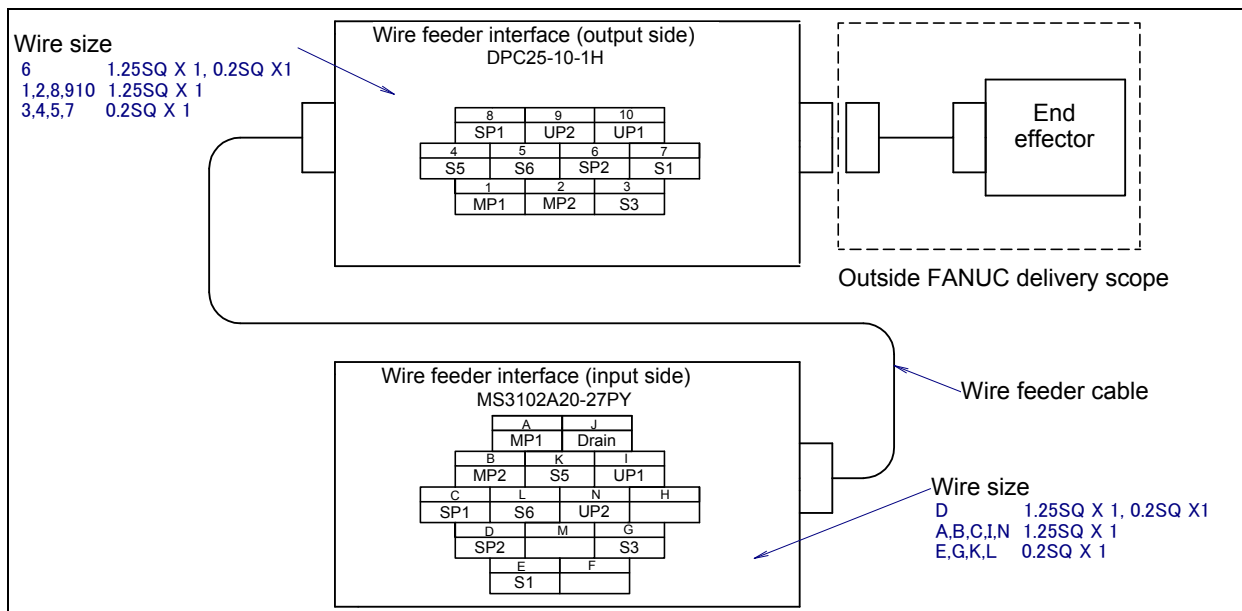 Wire size
6 1.25SQ X 1, 0.2SQ X1
1,2,8,910 1.25SQ X 1
3,4,5,7 0.2SQ X 1
Wire feeder interface (output side)
DPC25-10-1H
8 9 10
SP1 UP2 UP1
4 5 6 7
S5 S6 SP2 S1
1 2 3
MP1 MP2 S3
End
effector
Outside FANUC delivery scope
Wire feeder interface (input side)
MS3102A20-27PY
A J
MP1 Drain
B K I
MP2 S5 UP1
C L N H
SP1 S6 UP2
D M G
SP2 S3
E F
S1
Wire feeder cable
Wire size
D 1.25SQ X 1, 0.2SQ X1
A,B,C,I,N 1.25SQ X 1
E,G,K,L 0.2SQ X 1